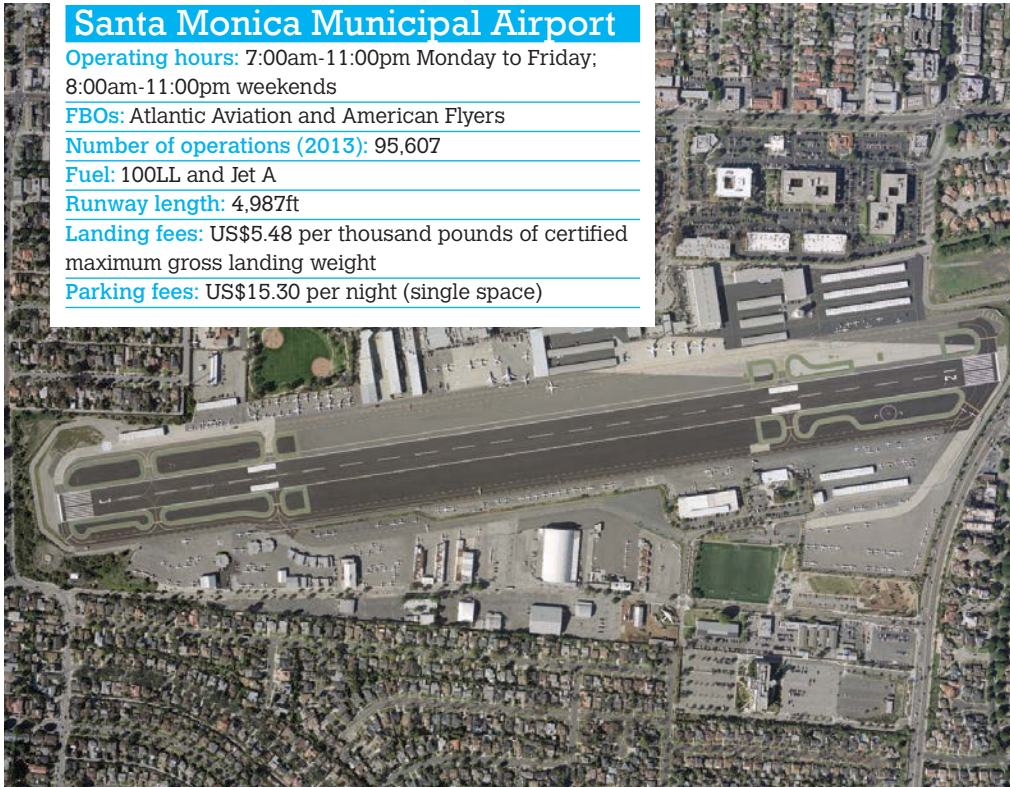 Santa Monica Municipal Airport
Operating hours: 7:00am-11:00pm Monday to Friday;
8:00am-11:00pm weekends
FBOs: Atlantic Aviation and American Flyers
Number of operations (2013): 95,607
Fuel: 100LL and Jet A
Runway length: 4,987ft
Landing fees: US$5.48 per thousand pounds of certified
maximum gross landing weight
Parking fees: US$15.30 per night (single space)
21